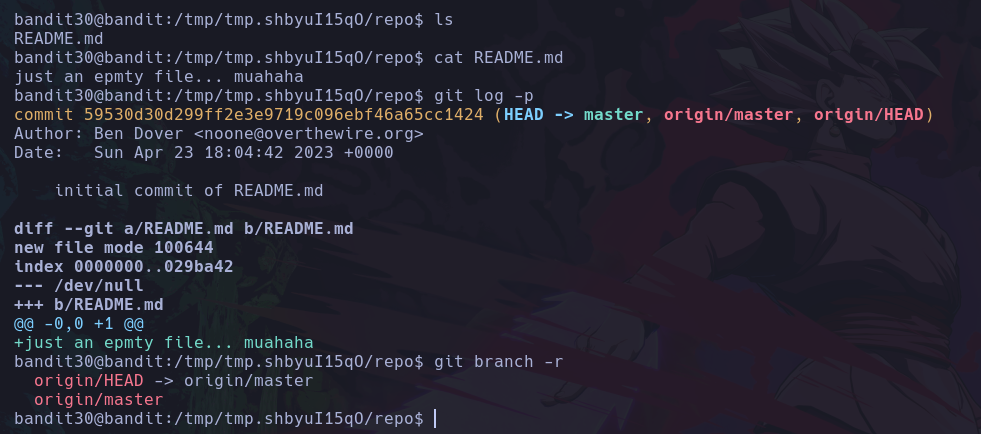 bandit30@bandit:/tmp/tmp.shbyuI15qO/repo$ ls
README.md
bandit30@bandit:/tmp/tmp.shbyuI15qO/repo$ cat README.md
just an epmty file... muahaha
bandit30@bandit:/tmp/tmp.shbyuI15qO/repo$ git log -p
commit 59530d30d299ff2e3e9719c096ebf46a65cc1424 (HEAD -> master, origin/master, origin/HEAD)
Author: Ben Dover <noone@overthewire.org>
Date:   Sun Apr 23 18:04:42 2023 +0000

    initial commit of README.md

diff --git a/README.md b/README.md
new file mode 100644
index 0000000..029ba42
--- /dev/null
+++ b/README.md
@@ -0,0 +1 @@
+just an epmty file... muahaha
bandit30@bandit:/tmp/tmp.shbyuI15qO/repo$ git branch -r
  origin/HEAD -> origin/master
  origin/master
bandit30@bandit:/tmp/tmp.shbyuI15qO/repo$